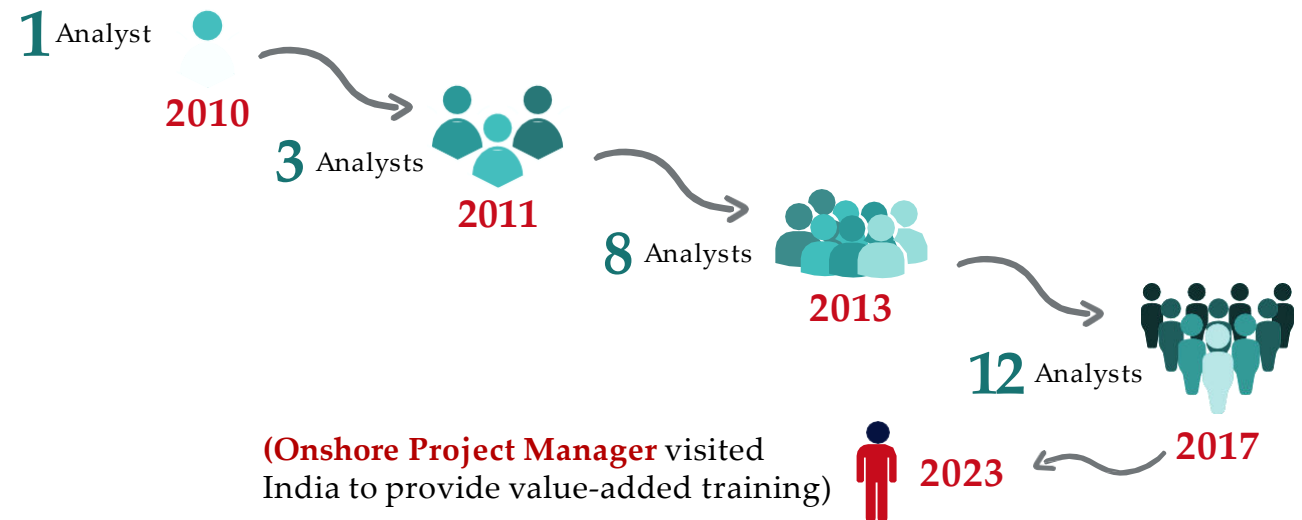 1 Analyst
2010
3 Analysts
2011
8 Analysts
2013
12 Analysts
2017
(Onshore Project Manager visited
India to provide value-added training)
2023